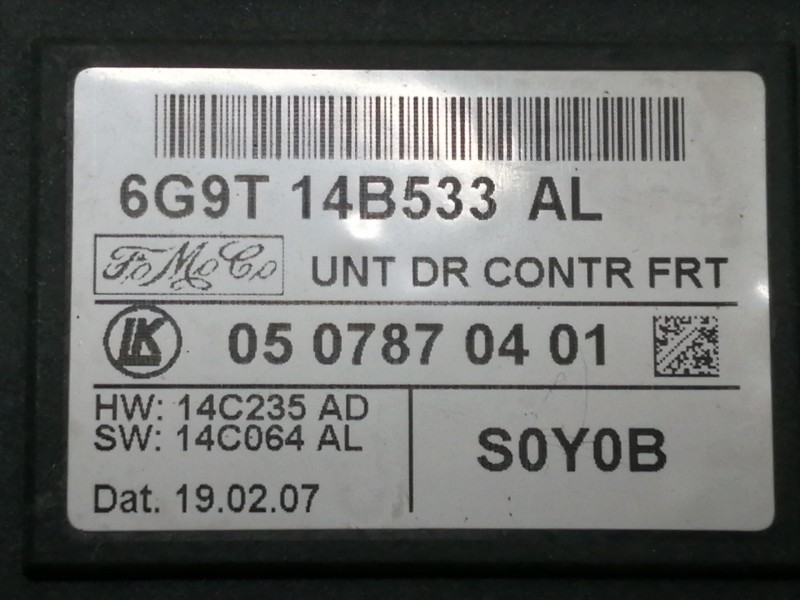 6G9T 14B533 AL
FoMoCo UNT DR CONTR FRT
LK 05 0787 04 01
HW: 14C235 AD
SW: 14C064 AL
S0Y0B
Dat. 19.02.07